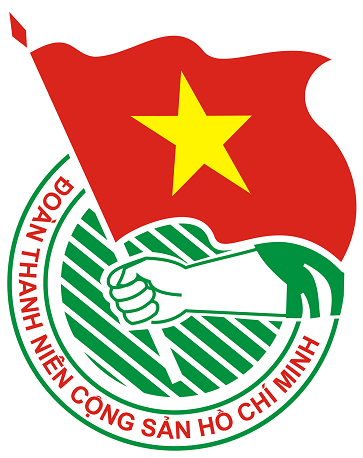 ĐOÀN THANH NIÊN CỘNG SẢN HỒ CHÍ MINH